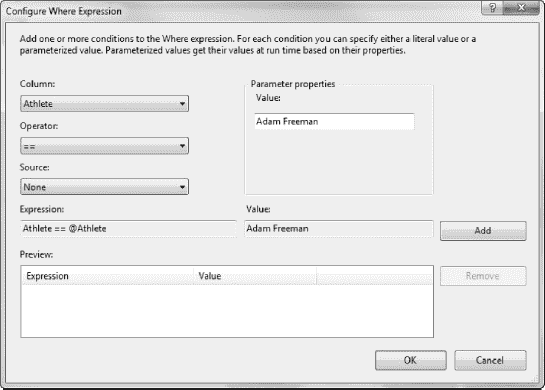 Configure Where Expression
?
Add one or more conditions to the Where expression. For each condition you can specify either a literal value or a
parameterized value. Parameterized values get their values at run time based on their properties.
Column:
Athlete
Operator:
==
Source:
None
Parameter properties
Value:
Adam Freeman
Expression:
Athlete == @Athlete
Value:
Adam Freeman
Add
Preview:
Expression
Value
Remove
OK
Cancel